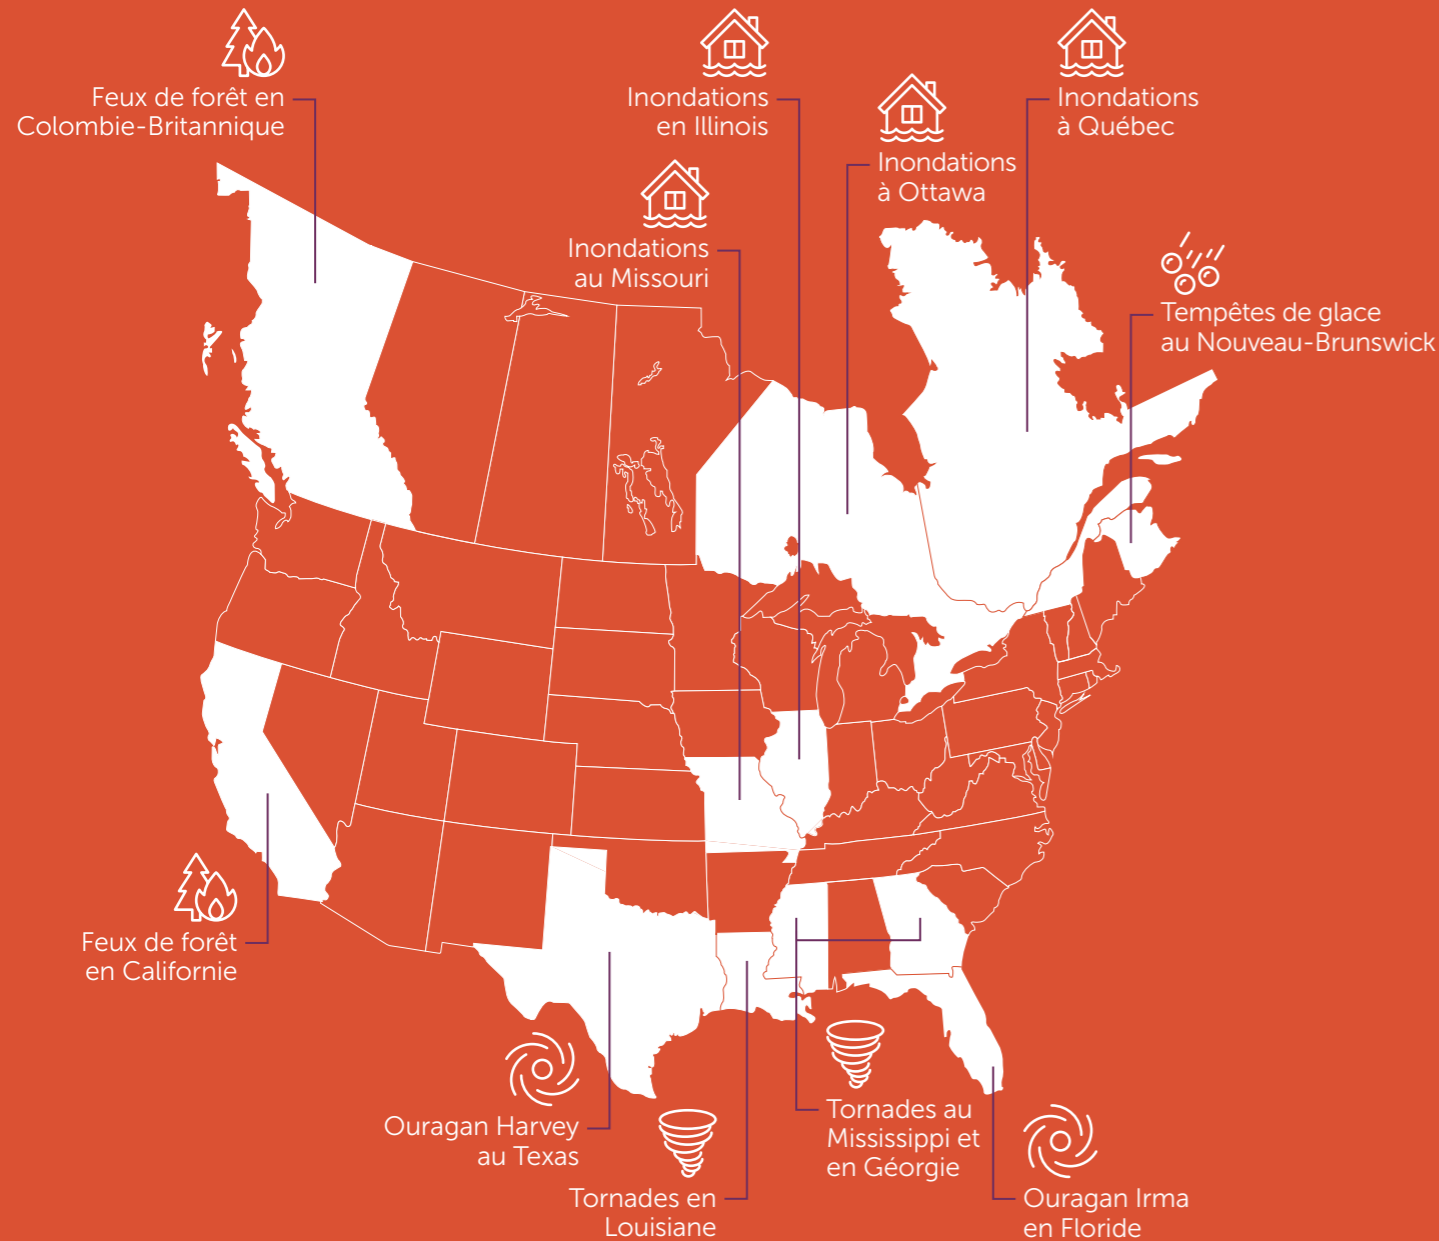 Feux de forêt en
Colombie-Britannique
Inondations
en Illinois
Inondations
à Québec
Inondations
à Ottawa
Inondations
au Missouri
Tempêtes de glace
au Nouveau-Brunswick
Feux de forêt
en Californie
Ouragan Harvey
au Texas
Tornades en
Louisiane
Tornades au
Mississippi et
en Géorgie
Ouragan Irma
en Floride